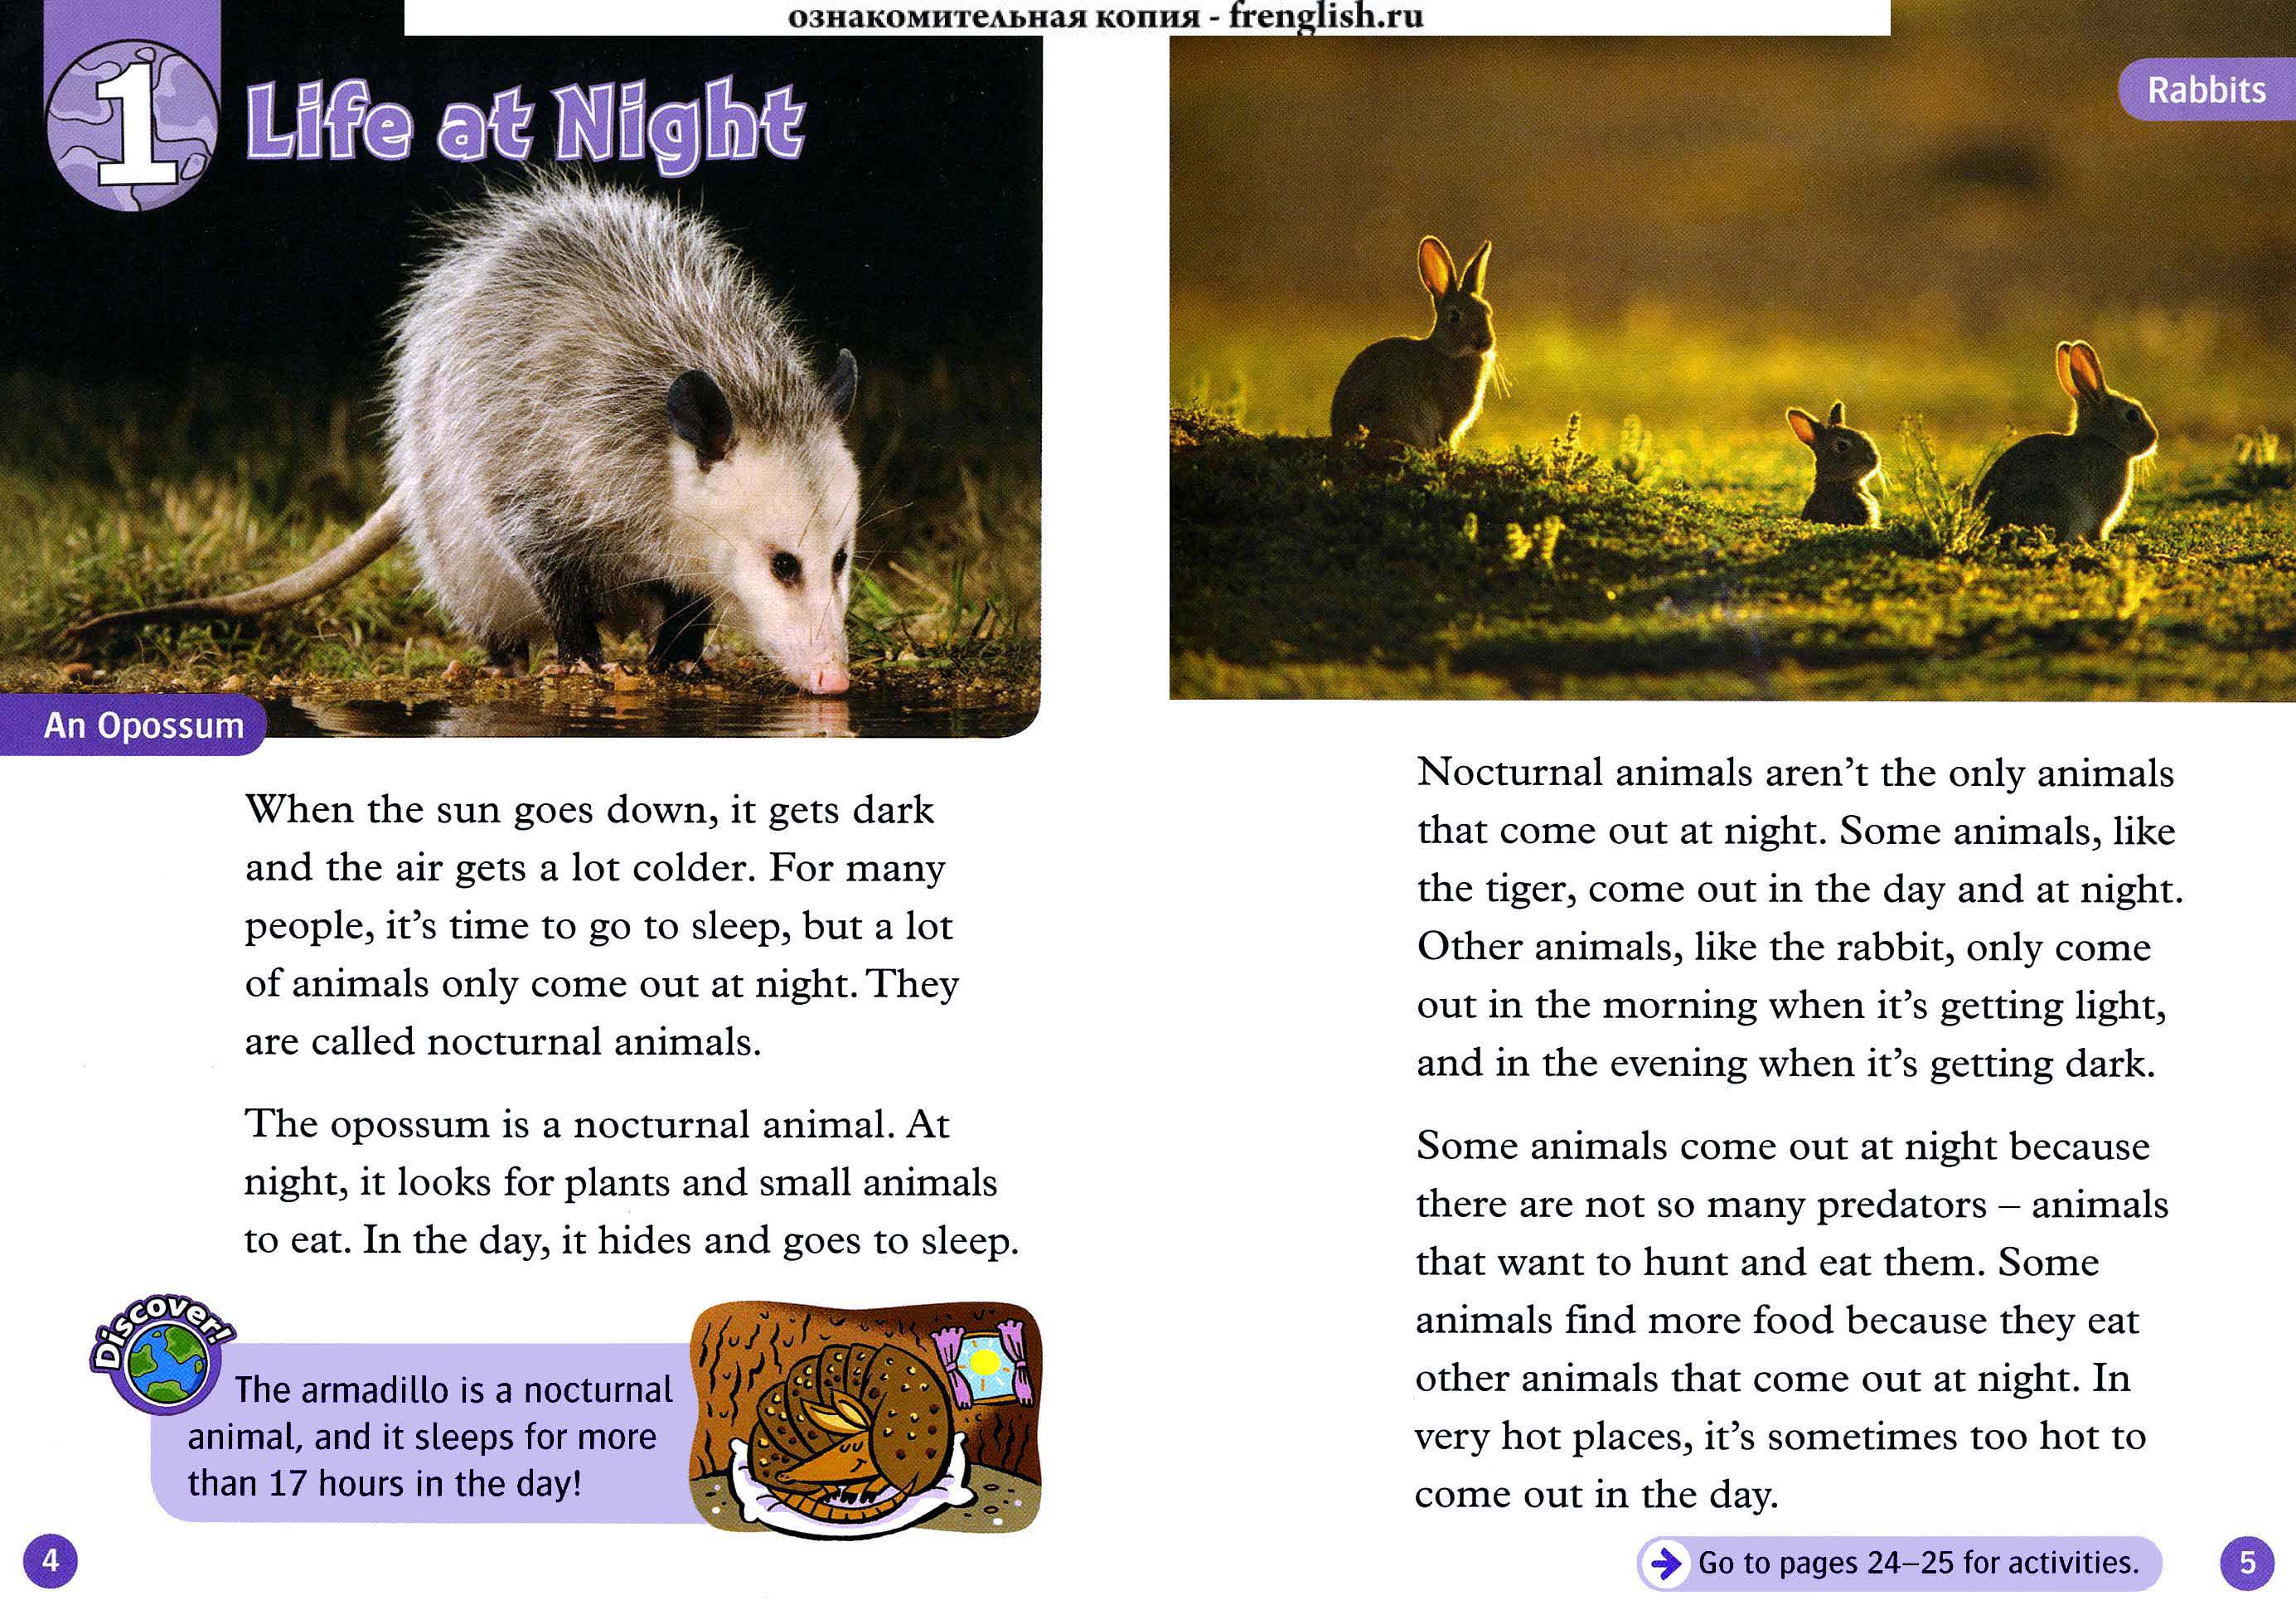 ознакомительная копия - frenglish.ru
1
Life at Night
An Opossum
When the sun goes down, it gets dark
and the air gets a lot colder. For many
people, it’s time to go to sleep, but a lot
of animals only come out at night. They
are called nocturnal animals.
The opossum is a nocturnal animal. At
night, it looks for plants and small animals
to eat. In the day, it hides and goes to sleep.
Discover!
The armadillo is a nocturnal
animal, and it sleeps for more
than 17 hours in the day!
4
Rabbits
Nocturnal animals aren’t the only animals
that come out at night. Some animals, like
the tiger, come out in the day and at night.
Other animals, like the rabbit, only come
out in the morning when it’s getting light,
and in the evening when it’s getting dark.
Some animals come out at night because
there are not so many predators – animals
that want to hunt and eat them. Some
animals find more food because they eat
other animals that come out at night. In
very hot places, it’s sometimes too hot to
come out in the day.
Go to pages 24–25 for activities.
5